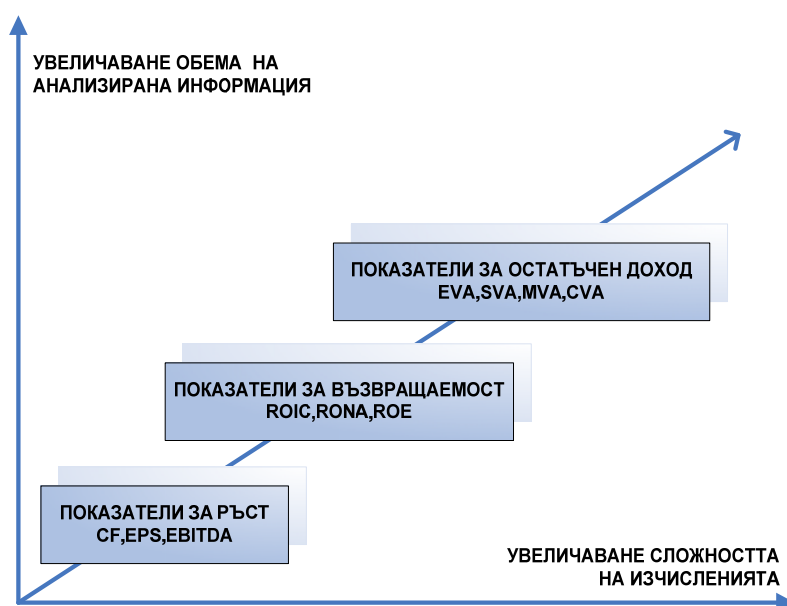 УВЕЛИЧАВАНЕ ОБЕМА НА
АНАЛИЗИРАНА ИНФОРМАЦИЯ
ПОКАЗАТЕЛИ ЗА ОСТАТЪЧЕН ДОХОД
EVA,SVA,MVA,CVA
ПОКАЗАТЕЛИ ЗА ВЪЗВРАЩАЕМОСТ
ROIC,RONA,ROE
ПОКАЗАТЕЛИ ЗА РЪСТ
CF,EPS,EBITDA
УВЕЛИЧАВАНЕ СЛОЖНОСТТА
НА ИЗЧИСЛЕНИЯТА